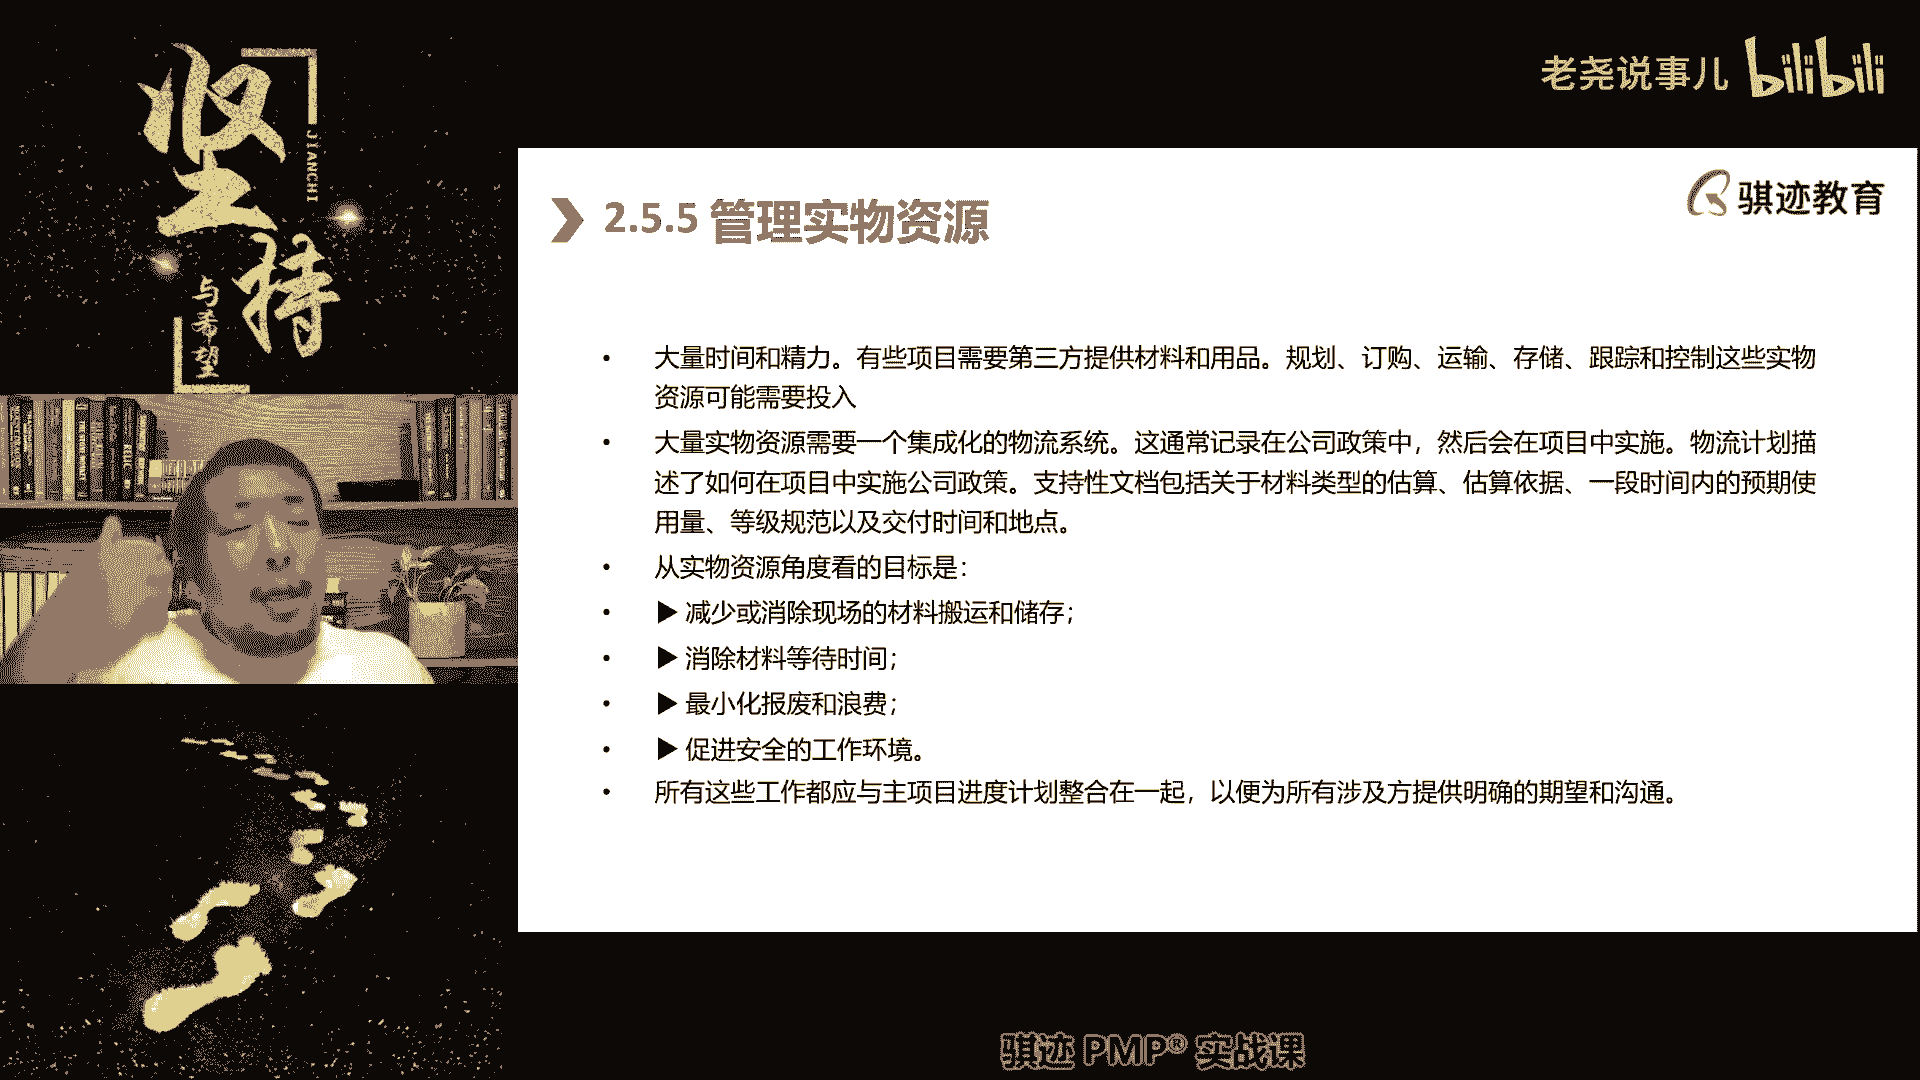 坚持
JIANCHI
与希望
老尧说事儿 bilibili
骐迹教育
2.5.5 管理实物资源
• 大量时间和精力。有些项目需要第三方提供材料和用品。规划、订购、运输、存储、跟踪和控制这些实物
资源可能需要投入
• 大量实物资源需要一个集成化的物流系统。这通常记录在公司政策中，然后会在项目中实施。物流计划描
述了如何在项目中实施公司政策。支持性文档包括关于材料类型的估算、估算依据、一段时间内的预期使
用量、等级规范以及交付时间和地点。
• 从实物资源角度看的目标是：
• ▶ 减少或消除现场的材料搬运和储存；
• ▶ 消除材料等待时间；
• ▶ 最小化报废和浪费；
• ▶ 促进安全的工作环境。
• 所有这些工作都应与主项目进度计划整合在一起，以便为所有涉及方提供明确的期望和沟通。
骐迹 PMP® 实战课